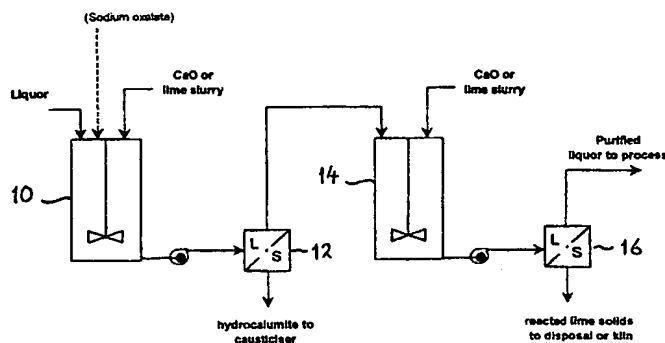 (Sodium oxalate)
Liquor
CaO or
lime slurry
10
L
S
12
hydrocalumite to
causticiser
CaO or
lime slurry
14
Purified
liquor to process
L
S
16
reacted lime solids
to disposal or kiln